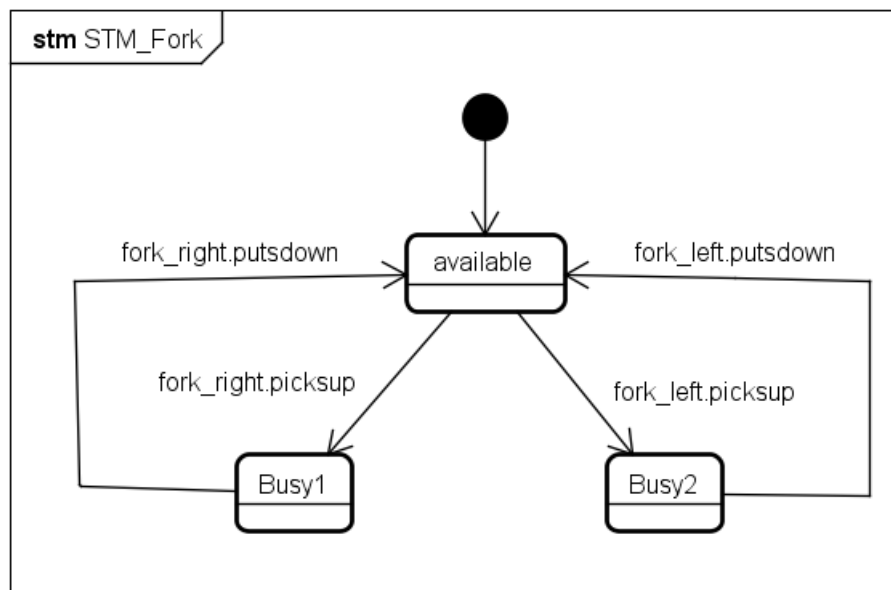 stm STM_Fork
fork_right.putsdown
available
fork_left.putsdown
fork_right.picksup
fork_left.picksup
Busy1
Busy2